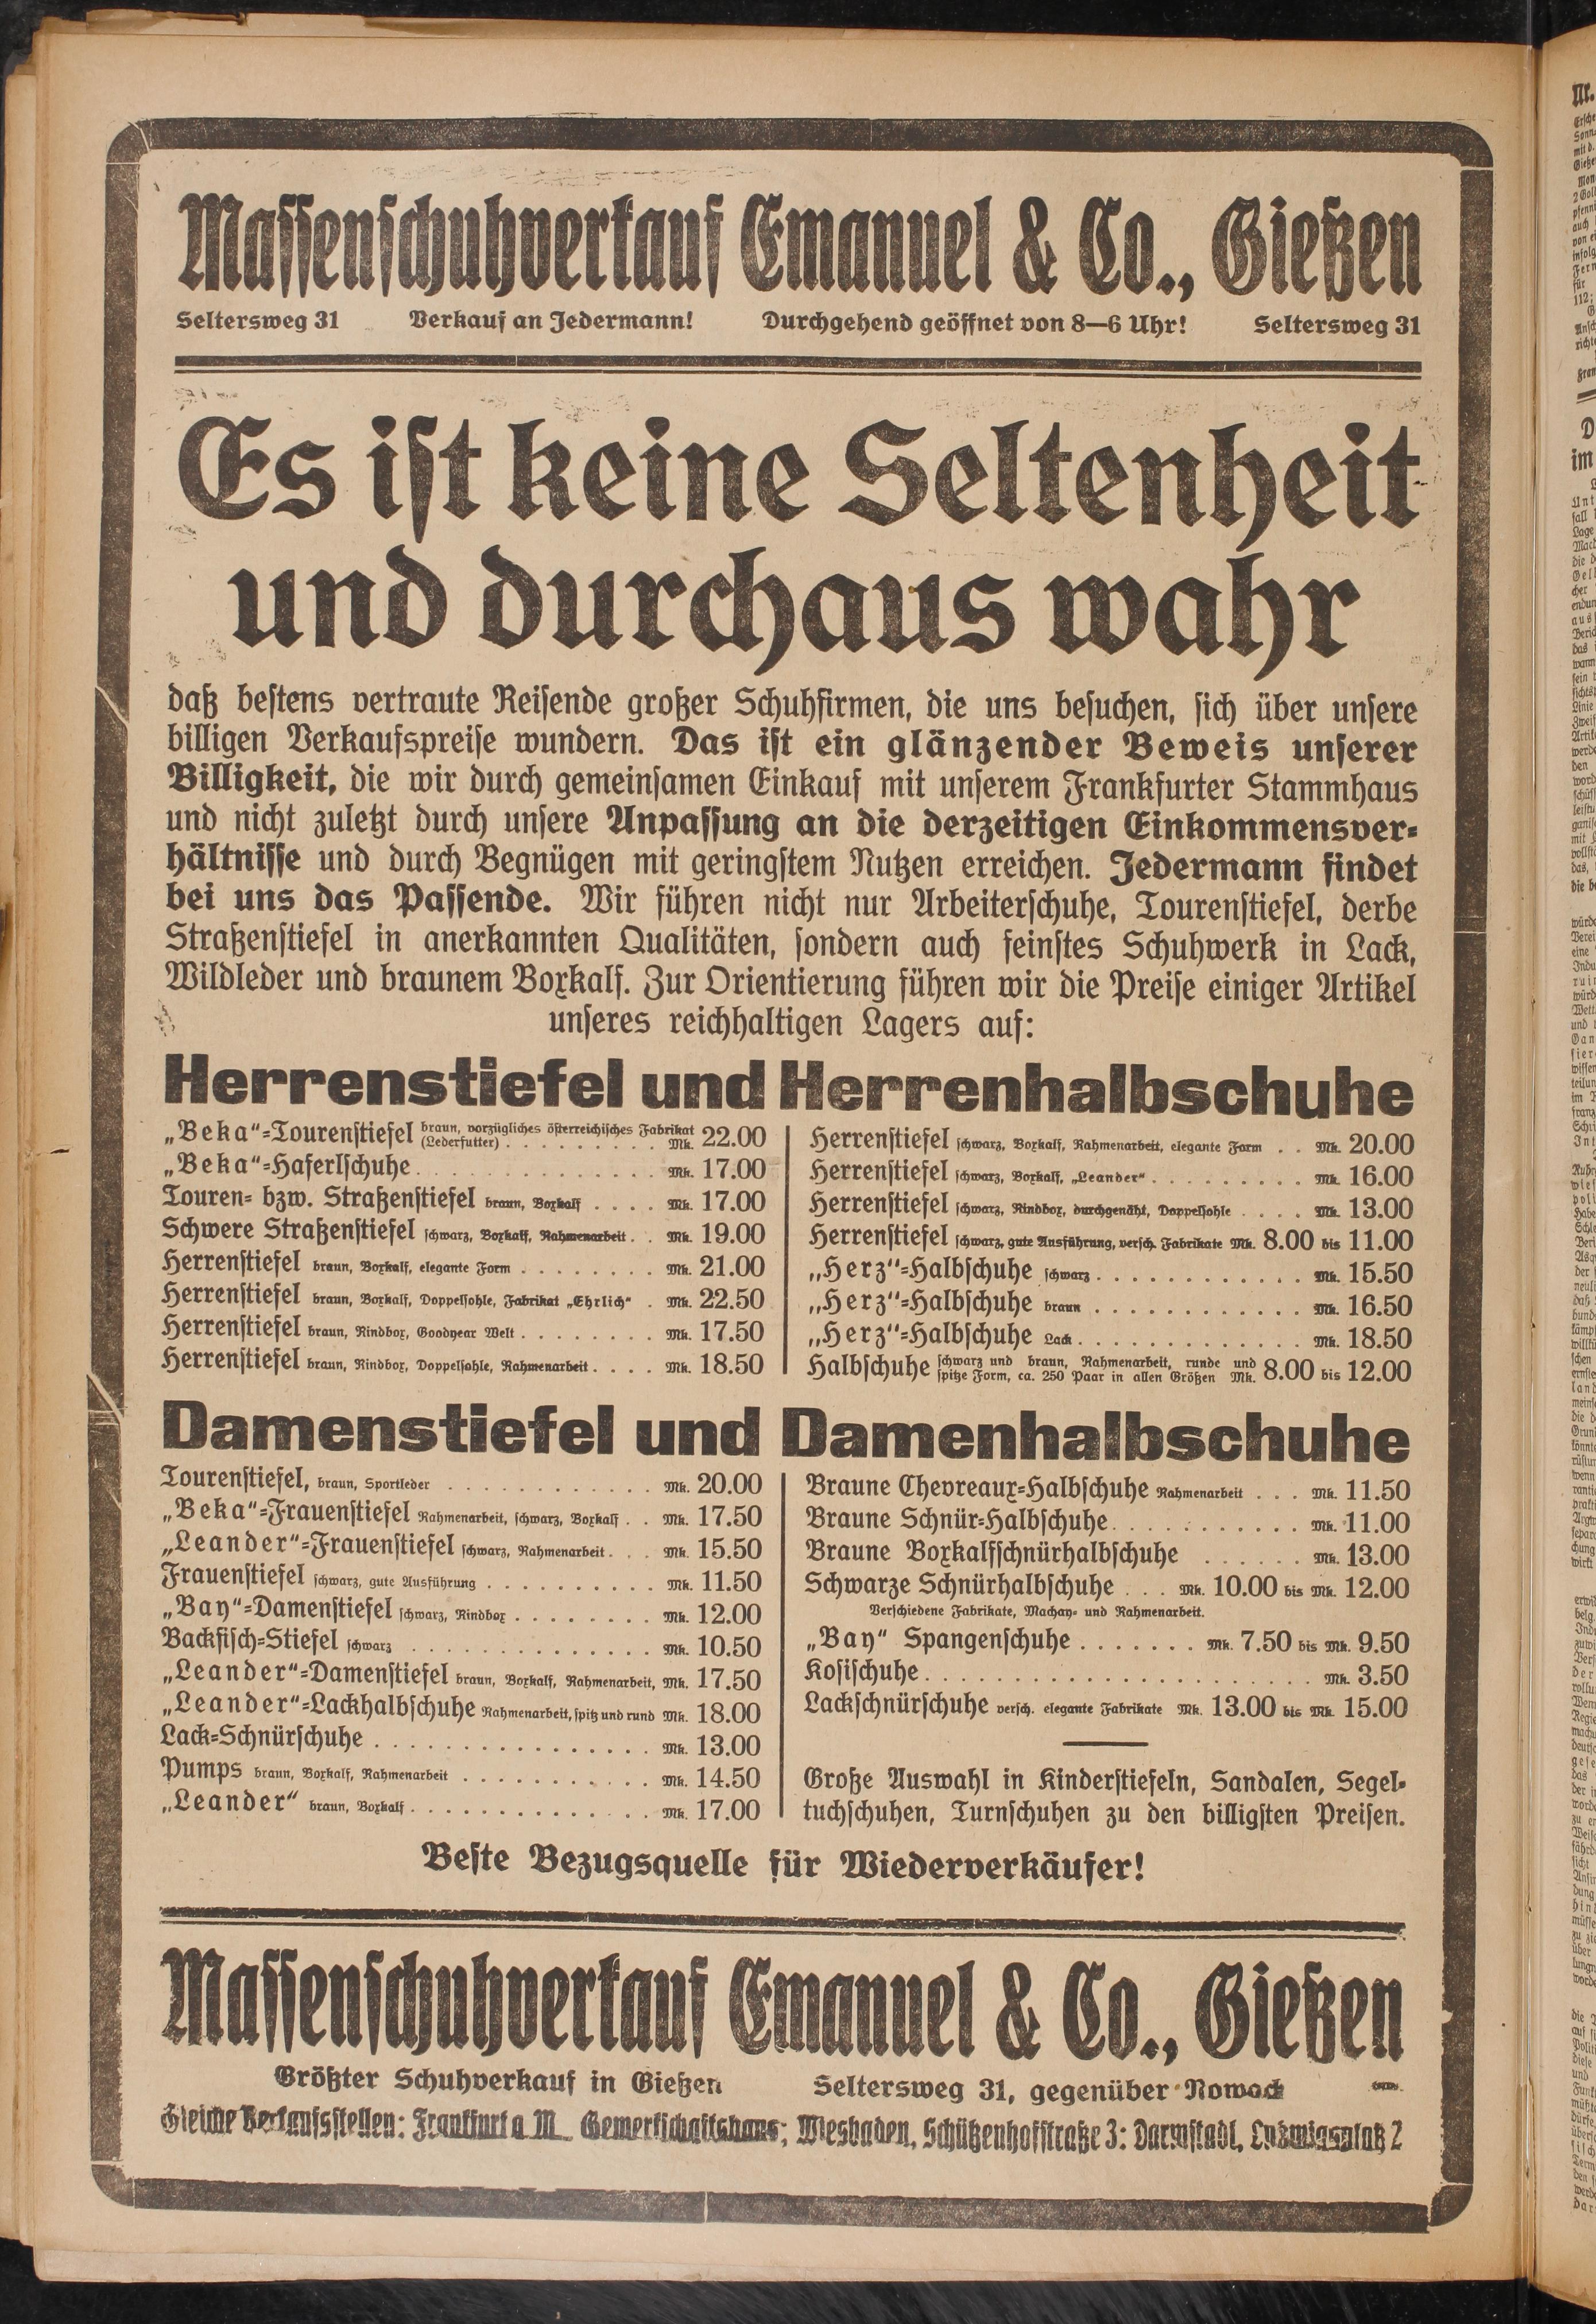 Massenschuhverkauf Emanuel & Co., Gießen
Seltersweg 31 Verkauf an Jedermann! Durchgehend geöffnet von 8—6 Uhr! Seltersweg 31
Es ist keine Seltenheit
und durchaus wahr
daß bestens vertraute Reisende großer Schuhfirmen, die uns besuchen, sich über unsere
billigen Verkaufspreise wundern. Das ist ein glänzender Beweis unserer
Billigkeit, die wir durch gemeinsamen Einkauf mit unserem Frankfurter Stammhaus
und nicht zuletzt durch unsere Anpassung an die derzeitigen Einkommensver-
hältnisse und durch Begnügen mit geringstem Nutzen erreichen. Jedermann findet
bei uns das Passende. Wir führen nicht nur Arbeiterschuhe, Tourenstiefel, derbe
Straßenstiefel in anerkannten Qualitäten, sondern auch feinstes Schuhwerk in Lack,
Wildleder und braunem Boxkalf. Zur Orientierung führen wir die Preise einiger Artikel
unseres reichhaltigen Lagers auf:
Herrenstiefel und Herrenhalbschuhe
„Beka“-Tourenstiefel braun, vorzügliches österreichisches Fabrikat
(Lederfutter) . . . . . . . . Mk. 22.00
„Beka“-Haferlschuhe . . . . . . . . . . . . Mk. 17.00
Touren- bzw. Straßenstiefel braun, Boxkalf . . . . Mk. 17.00
Schwere Straßenstiefel schwarz, Boxkalf, Rahmenarbeit . . Mk. 19.00
Herrenstiefel braun, Boxkalf, elegante Form . . . . . . . . Mk. 21.00
Herrenstiefel braun, Boxkalf, Doppelsohle, Fabrikat „Ehrlich“ . Mk. 22.50
Herrenstiefel braun, Rindbox, Goodyear Welt . . . . . . . . Mk. 17.50
Herrenstiefel braun, Rindbox, Doppelsohle, Rahmenarbeit . . . . Mk. 18.50
Herrenstiefel schwarz, Boxkalf, Rahmenarbeit, elegante Form . . Mk. 20.00
Herrenstiefel schwarz, Boxkalf, „Leander“ . . . . . . . . . Mk. 16.00
Herrenstiefel schwarz, Rindbox, durchgenäht, Doppelsohle . . . . Mk. 13.00
Herrenstiefel schwarz, gute Ausführung, versch. Fabrikate Mk. 8.00 bis 11.00
„Herz“-Halbschuhe schwarz . . . . . . . . . . . . Mk. 15.50
„Herz“-Halbschuhe braun . . . . . . . . . . . . Mk. 16.50
„Herz“-Halbschuhe Lack . . . . . . . . . . . . . Mk. 18.50
Halbschuhe schwarz und braun, Rahmenarbeit, runde und
spitze Form, ca. 250 Paar in allen Größen Mk. 8.00 bis 12.00
Damenstiefel und Damenhalbschuhe
Tourenstiefel, braun, Sportleder . . . . . . . . . . . . Mk. 20.00
„Beka“-Frauenstiefel Rahmenarbeit, schwarz, Boxkalf . . Mk. 17.50
„Leander“-Frauenstiefel schwarz, Rahmenarbeit . . . Mk. 15.50
Frauenstiefel schwarz, gute Ausführung . . . . . . . . . . Mk. 11.50
„Bay“-Damenstiefel schwarz, Rindbox . . . . . . . . Mk. 12.00
Backfisch-Stiefel schwarz . . . . . . . . . . . . . . Mk. 10.50
„Leander“-Damenstiefel braun, Boxkalf, Rahmenarbeit, Mk. 17.50
„Leander“-Lackhalbschuhe Rahmenarbeit, spitz und rund Mk. 18.00
Lack-Schnürschuhe . . . . . . . . . . . . . . . . Mk. 13.00
Pumps braun, Boxkalf, Rahmenarbeit . . . . . . . . . . . Mk. 14.50
„Leander“ braun, Boxkalf . . . . . . . . . . . . . . Mk. 17.00
Braune Chevreaux-Halbschuhe Rahmenarbeit . . . Mk. 11.50
Braune Schnür-Halbschuhe . . . . . . . . . . . Mk. 11.00
Braune Boxkalfschnürhalbschuhe . . . . . . Mk. 13.00
Schwarze Schnürhalbschuhe . . . Mk. 10.00 bis Mk. 12.00
Verschiedene Fabrikate, Machay- und Rahmenarbeit.
„Bay“ Spangenschuhe . . . . . . . Mk. 7.50 bis Mk. 9.50
Kosischuhe . . . . . . . . . . . . . . . . . . . . . Mk. 3.50
Lackschnürschuhe versch. elegante Fabrikate Mk. 13.00 bis Mk. 15.00
Große Auswahl in Kinderstiefeln, Sandalen, Segel-
tuchschuhen, Turnschuhen zu den billigsten Preisen.
Beste Bezugsquelle für Wiederverkäufer!
Massenschuhverkauf Emanuel & Co., Gießen
Größter Schuhverkauf in Gießen Seltersweg 31, gegenüber Nowack
Gleiche Verkaufsstellen: Frankfurt a M Gewerkschaftshaus; Wiesbaden, Schützenhofstraße 3: Darmstadt, Ludwigsplatz 2